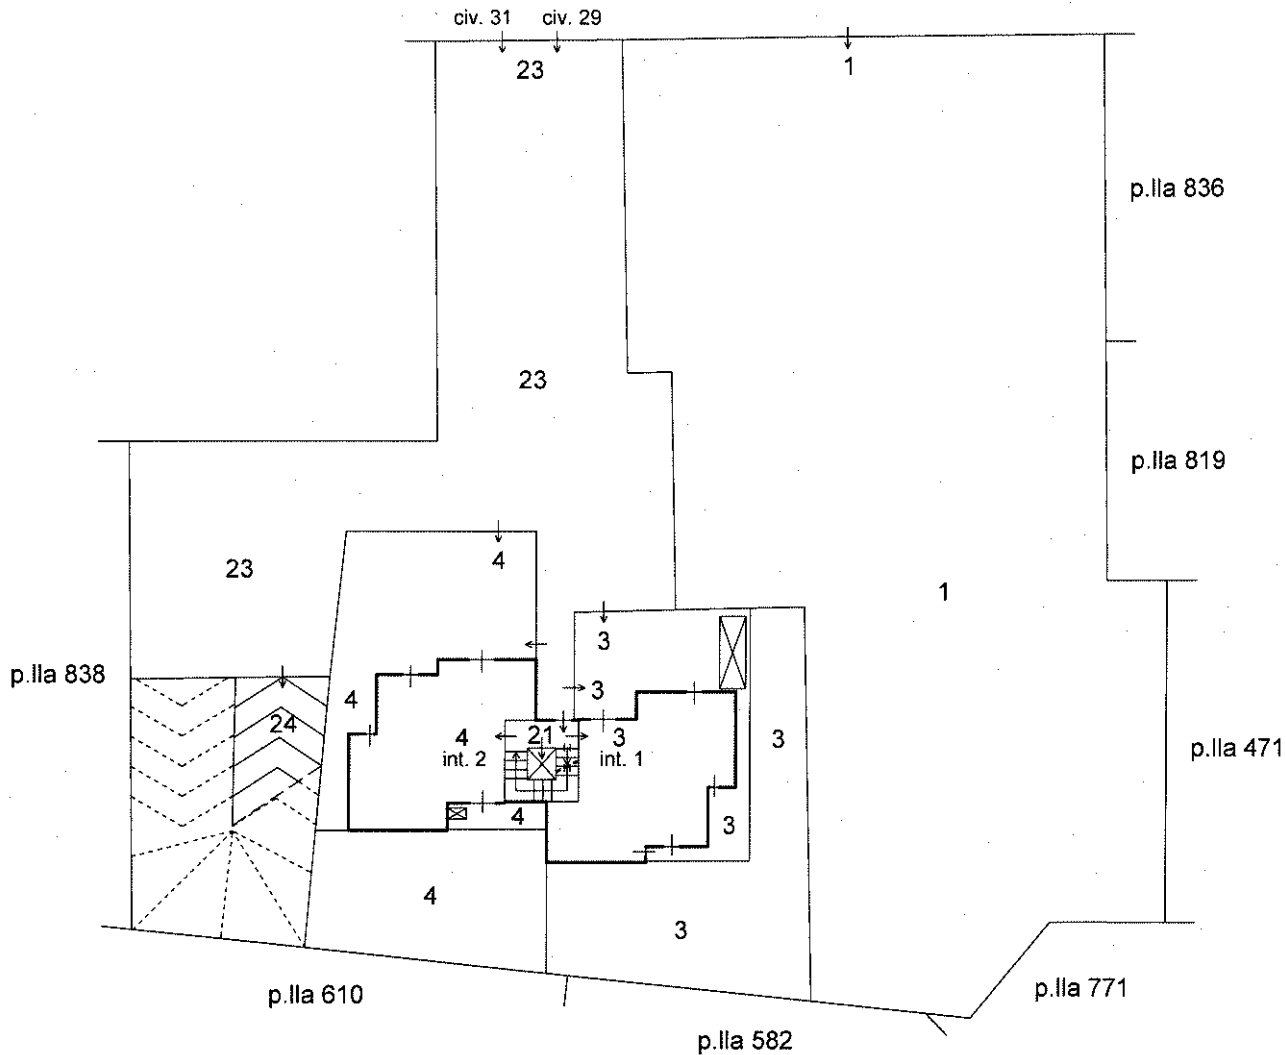 civ. 31 civ. 29
23 1
p.lla 836
23
p.lla 819
23 4 1
3
p.lla 838 4 3
24 4 21 3 3
int. 2 int. 1
p.lla 471
4 3
4 3
p.lla 610 p.lla 771
p.lla 582